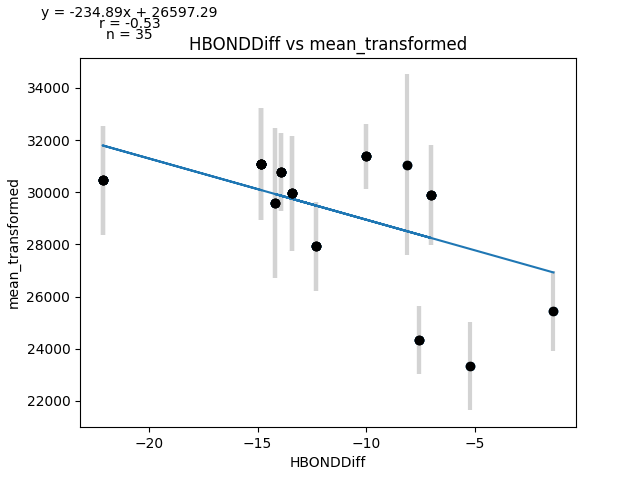 y = -234.89x + 26597.29
r = -0.53
n = 35
HBONDDiff vs mean_transformed
34000
32000
30000
28000
26000
24000
22000
mean_transformed
−20
−15
−10
−5
HBONDDiff